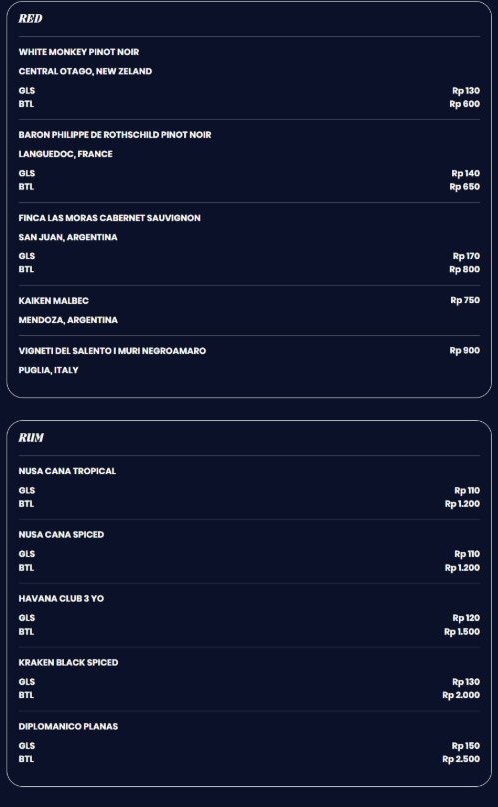 RED
WHITE MONKEY PINOT NOIR
CENTRAL OTAGO, NEW ZELAND
GLS Rp 130
BTL Rp 600
BARON PHILIPPE DE ROTHSCHILD PINOT NOIR
LANGUEDOC, FRANCE
GLS Rp 140
BTL Rp 650
FINCA LAS MORAS CABERNET SAUVIGNON
SAN JUAN, ARGENTINA
GLS Rp 170
BTL Rp 800
KAIKEN MALBEC Rp 750
MENDOZA, ARGENTINA
VIGNETI DEL SALENTO I MURI NEGROAMARO Rp 900
PUGLIA, ITALY
RUM
NUSA CANA TROPICAL
GLS Rp 110
BTL Rp 1.200
NUSA CANA SPICED
GLS Rp 110
BTL Rp 1.200
HAVANA CLUB 3 YO
GLS Rp 120
BTL Rp 1.500
KRAKEN BLACK SPICED
GLS Rp 130
BTL Rp 2.000
DIPLOMANICO PLANAS
GLS Rp 150
BTL Rp 2.500